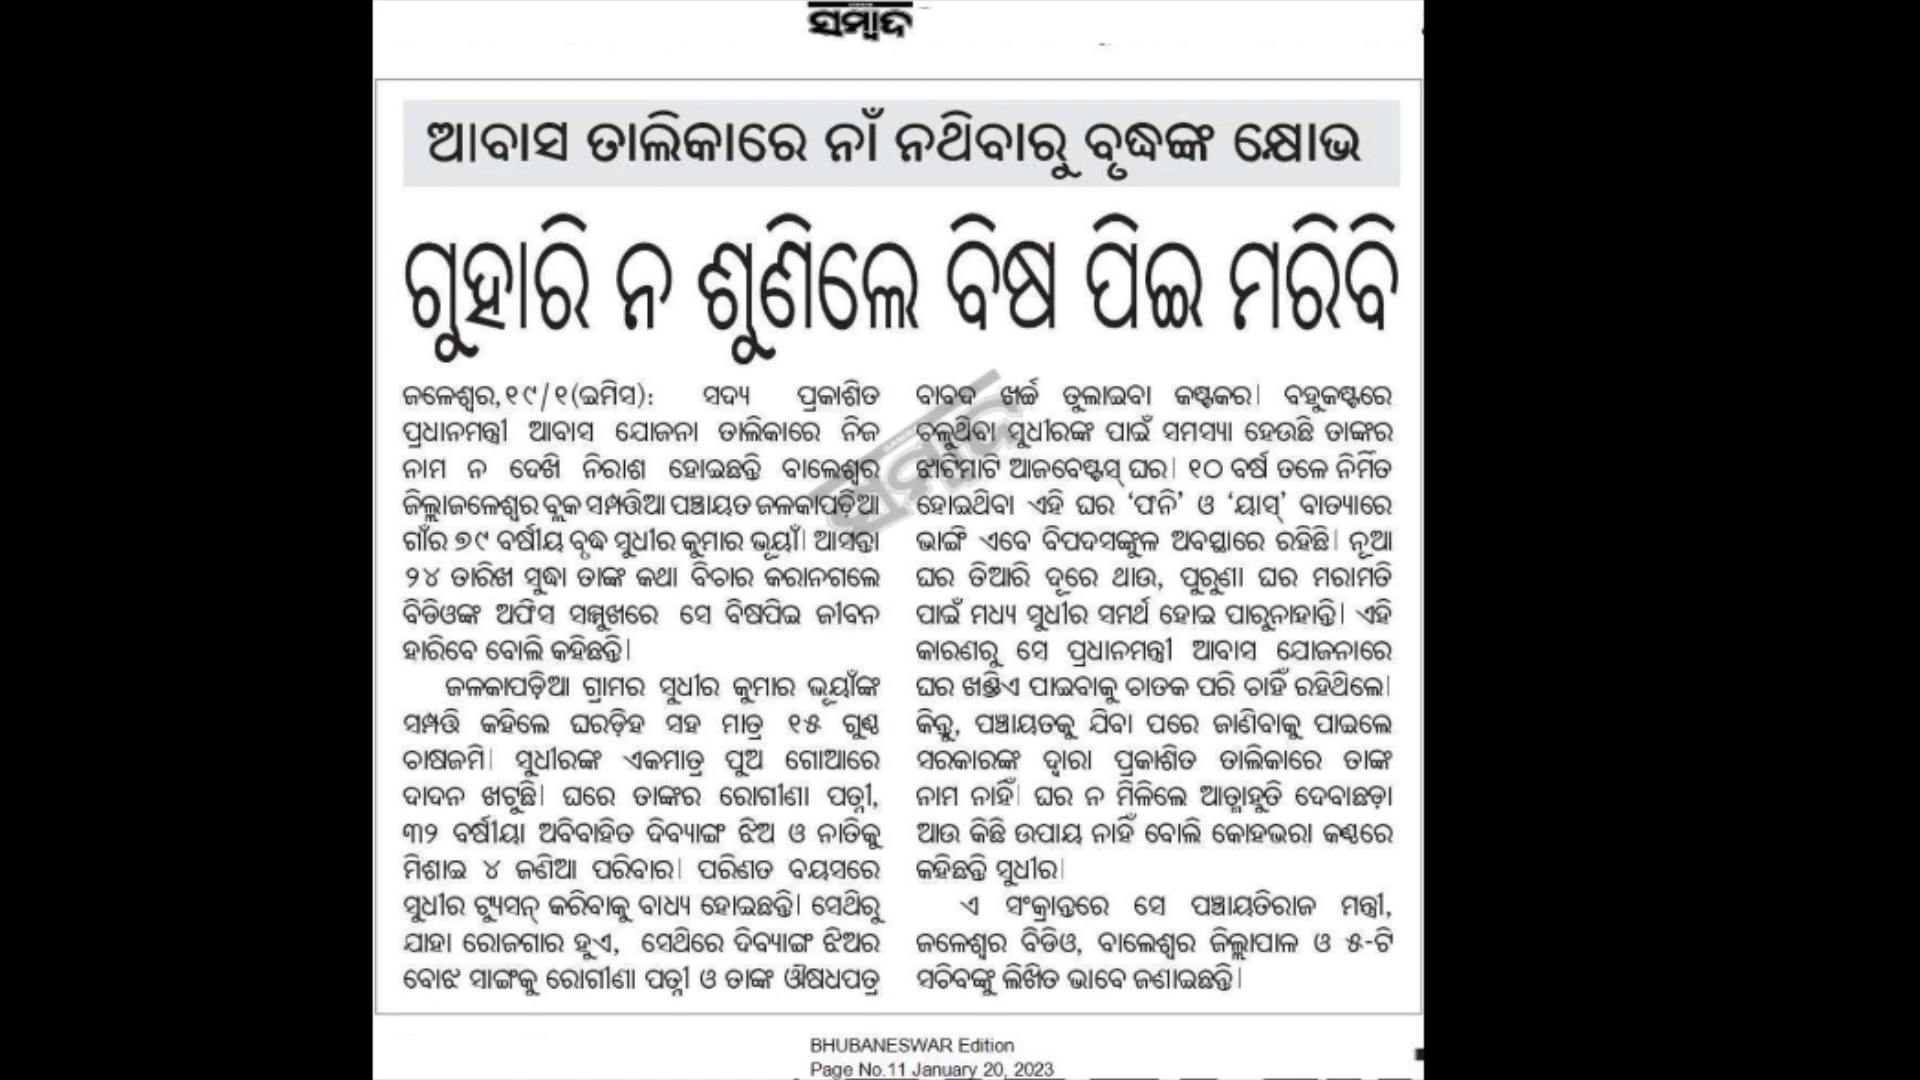 ସମ୍ବାଦ
ଆବାସ ତାଲିକାରେ ନାଁ ନଥିବାରୁ ବୃଦ୍ଧଙ୍କ କ୍ଷୋଭ
ଗୁହାରି ନ ଶୁଣିଲେ ବିଷ ପିଇ ମରିବି
ଜଳେଶ୍ୱର,୧୯/୧(ଇମିସ): ସଦ୍ୟ ପ୍ରକାଶିତ
ପ୍ରଧାନମନ୍ତ୍ରୀ ଆବାସ ଯୋଜନା ତାଲିକାରେ ନିଜ
ନାମ ନ ଦେଖି ନିରାଶ ହୋଇଛନ୍ତି ବାଲେଶ୍ୱର
ଜିଲ୍ଲାଜଳେଶ୍ୱର ବ୍ଲକ ସମ୍ପତ୍ତିଆ ପଞ୍ଚାୟତ ଜଳକାପଡ଼ିଆ
ଗାଁର ୭୯ ବର୍ଷୀୟ ବୃଦ୍ଧ ସୁଧୀର କୁମାର ଭୂୟାଁ। ଆସନ୍ତା
୨୪ ତାରିଖ ସୁଦ୍ଧା ତାଙ୍କ କଥା ବିଚାର କରାନଗଲେ
ବିଡିଓଙ୍କ ଅଫିସ ସମ୍ମୁଖରେ ସେ ବିଷପିଇ ଜୀବନ
ହାରିବେ ବୋଲି କହିଛନ୍ତି।
ଜଳକାପଡ଼ିଆ ଗ୍ରାମର ସୁଧୀର କୁମାର ଭୂୟାଁଙ୍କ
ସମ୍ପତ୍ତି କହିଲେ ଘରଡ଼ିହ ସହ ମାତ୍ର ୧୫ ଗୁଣ୍ଠ
ଚାଷଜମି। ସୁଧୀରଙ୍କ ଏକମାତ୍ର ପୁଅ ଗୋଆରେ
ଦାଦନ ଖଟୁଛି। ଘରେ ତାଙ୍କର ରୋଗୀଣା ପତ୍ନୀ,
୩୨ ବର୍ଷୀୟା ଅବିବାହିତ ଦିବ୍ୟାଙ୍ଗ ଝିଅ ଓ ନାତିକୁ
ମିଶାଇ ୪ ଜଣିଆ ପରିବାର। ପରିଣତ ବୟସରେ
ସୁଧୀର ଟ୍ୟୁସନ୍ କରିବାକୁ ବାଧ୍ୟ ହୋଇଛନ୍ତି। ସେଥିରୁ
ଯାହା ରୋଜଗାର ହୁଏ, ସେଥିରେ ଦିବ୍ୟାଙ୍ଗ ଝିଅର
ବୋଝ ସାଙ୍ଗକୁ ରୋଗୀଣା ପତ୍ନୀ ଓ ତାଙ୍କ ଔଷଧପତ୍ର
ବାବଦ ଖର୍ଚ୍ଚ ତୁଲାଇବା କଷ୍ଟକର। ବହୁକଷ୍ଟରେ
ଚଳୁଥିବା ସୁଧୀରଙ୍କ ପାଇଁ ସମସ୍ୟା ହେଉଛି ତାଙ୍କର
ଝାଟିମାଟି ଆଜବେଷ୍ଟସ୍ ଘର। ୧୦ ବର୍ଷ ତଳେ ନିର୍ମିତ
ହୋଇଥିବା ଏହି ଘର ‘ଫନି’ ଓ ‘ୟାସ୍’ ବାତ୍ୟାରେ
ଭାଙ୍ଗି ଏବେ ବିପଦସଙ୍କୁଳ ଅବସ୍ଥାରେ ରହିଛି। ନୂଆ
ଘର ତିଆରି ଦୂରେ ଥାଉ, ପୁରୁଣା ଘର ମରାମତି
ପାଇଁ ମଧ୍ୟ ସୁଧୀର ସମର୍ଥ ହୋଇ ପାରୁନାହାନ୍ତି। ଏହି
କାରଣରୁ ସେ ପ୍ରଧାନମନ୍ତ୍ରୀ ଆବାସ ଯୋଜନାରେ
ଘର ଖଣ୍ଡିଏ ପାଇବାକୁ ଚାତକ ପରି ଚାହିଁ ରହିଥିଲେ।
କିନ୍ତୁ, ପଞ୍ଚାୟତକୁ ଯିବା ପରେ ଜାଣିବାକୁ ପାଇଲେ
ସରକାରଙ୍କ ଦ୍ୱାରା ପ୍ରକାଶିତ ତାଲିକାରେ ତାଙ୍କ
ନାମ ନାହିଁ। ଘର ନ ମିଳିଲେ ଆତ୍ମାହୁତି ଦେବାଛଡ଼ା
ଆଉ କିଛି ଉପାୟ ନାହିଁ ବୋଲି କୋହଭରା କଣ୍ଠରେ
କହିଛନ୍ତି ସୁଧୀର।
ଏ ସଂକ୍ରାନ୍ତରେ ସେ ପଞ୍ଚାୟତିରାଜ ମନ୍ତ୍ରୀ,
ଜଳେଶ୍ୱର ବିଡିଓ, ବାଲେଶ୍ୱର ଜିଲ୍ଲାପାଳ ଓ ୫-ଟି
ସଚିବଙ୍କୁ ଲିଖିତ ଭାବେ ଜଣାଇଛନ୍ତି।
BHUBANESWAR Edition
Page No.11 January 20, 2023